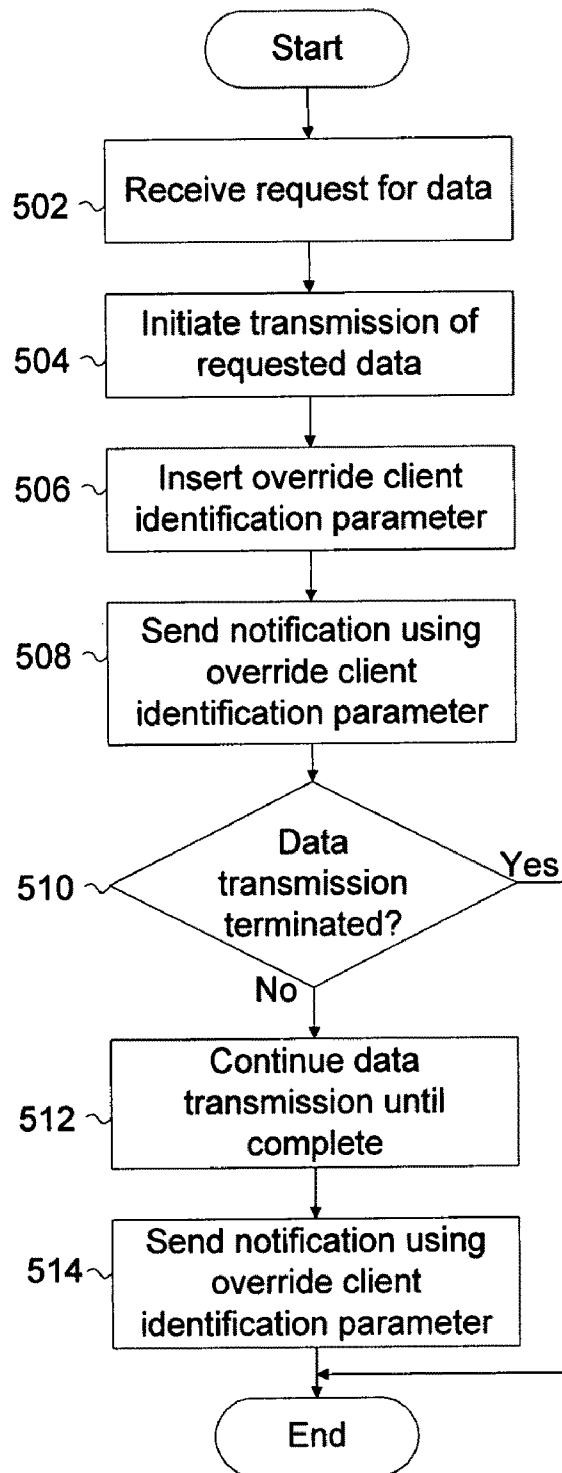 Start
502
Receive request for data
504
Initiate transmission of
requested data
506
Insert override client
identification parameter
508
Send notification using
override client
identification parameter
510
Data
transmission
terminated?
Yes
No
512
Continue data
transmission until
complete
514
Send notification using
override client
identification parameter
End